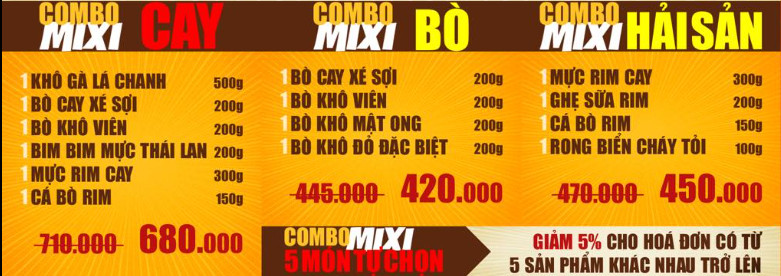 COMBO
MIXI CAY
1 KHÔ GÀ LÁ CHANH 500g
1 BÒ CAY XÉ SỢI 200g
1 BÒ KHÔ VIÊN 200g
1 BIM BIM MỰC THÁI LAN 200g
1 MỰC RIM CAY 300g
1 CÁ BÒ RIM 150g
710.000 680.000
COMBO
MIXI BÒ
1 BÒ CAY XÉ SỢI 200g
1 BÒ KHÔ VIÊN 200g
1 BÒ KHÔ MẬT ONG 200g
1 BÒ KHÔ ĐỎ ĐẶC BIỆT 200g
445.000 420.000
COMBO
MIXI HẢI SẢN
1 MỰC RIM CAY 300g
1 GHẸ SỮA RIM 200g
1 CÁ BÒ RIM 150g
1 RONG BIỂN CHÁY TỎI 100g
470.000 450.000
COMBO MIXI
5 MÓN TỰ CHỌN
GIẢM 5% CHO HOÁ ĐƠN CÓ TỪ
5 SẢN PHẨM KHÁC NHAU TRỞ LÊN